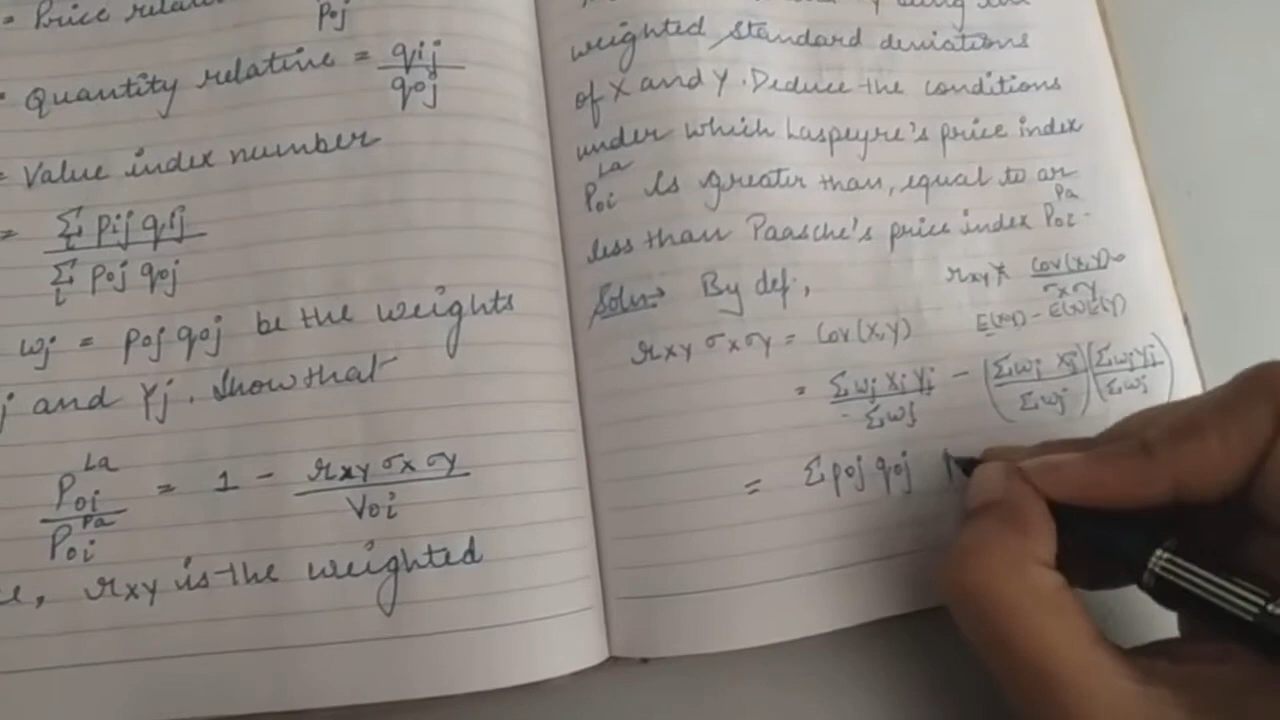 = Price
Poj
Quantity relative = qij / qoj
= Value index number
= Σ pij qij / Σ poj qoj
i
wj = poj qoj be the weights
j and Yj. Show that
Poi^La / Poi^Pa = 1 - rxy σx σy / Voi
rxy is the weighted
weighted standard deviations
of X and Y. Deduce the conditions
under which Laspeyre's price index
Poi^La is greater than, equal to or
less than Paasche's price index Poi^Pa.
Soln→ By def,
rxy = Cov(X,Y) / σx σy
rxy σx σy = Cov(X,Y)
E(XY) - E(X)E(Y)
= Σwj Xj Yj / Σwj - (Σwj Xj / Σwj)(Σwj Yj / Σwj)
= Σ poj qoj